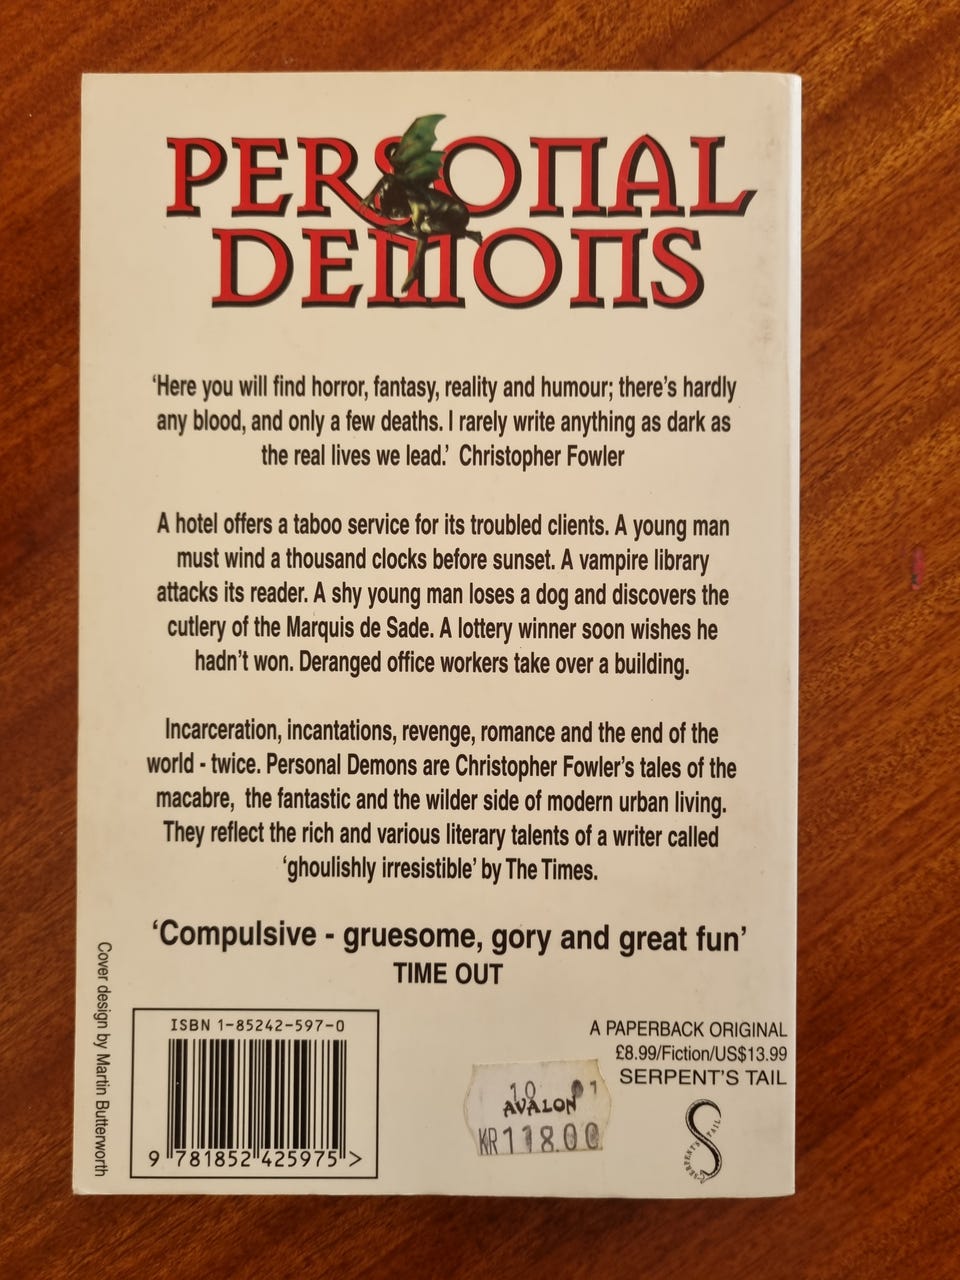 PERSONAL
DEMONS
‘Here you will find horror, fantasy, reality and humour; there’s hardly
any blood, and only a few deaths. I rarely write anything as dark as
the real lives we lead.’ Christopher Fowler
A hotel offers a taboo service for its troubled clients. A young man
must wind a thousand clocks before sunset. A vampire library
attacks its reader. A shy young man loses a dog and discovers the
cutlery of the Marquis de Sade. A lottery winner soon wishes he
hadn’t won. Deranged office workers take over a building.
Incarceration, incantations, revenge, romance and the end of the
world - twice. Personal Demons are Christopher Fowler’s tales of the
macabre, the fantastic and the wilder side of modern urban living.
They reflect the rich and various literary talents of a writer called
‘ghoulishly irresistible’ by The Times.
‘Compulsive - gruesome, gory and great fun’
TIME OUT
Cover design by Martin Butterworth
ISBN 1-85242-597-0
9 781852 425975 >
10 01
AVALON
KR118.00
A PAPERBACK ORIGINAL
£8.99/Fiction/US$13.99
SERPENT’S TAIL
SERPENT’S TAIL